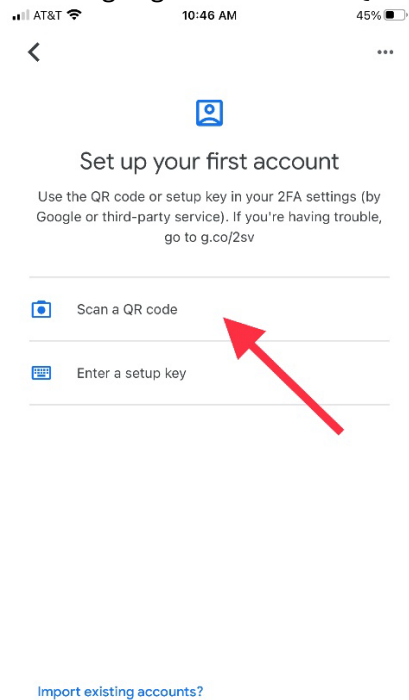 AT&T 10:46 AM 45%
Set up your first account
Use the QR code or setup key in your 2FA settings (by
Google or third-party service). If you're having trouble,
go to g.co/2sv
Scan a QR code
Enter a setup key
Import existing accounts?